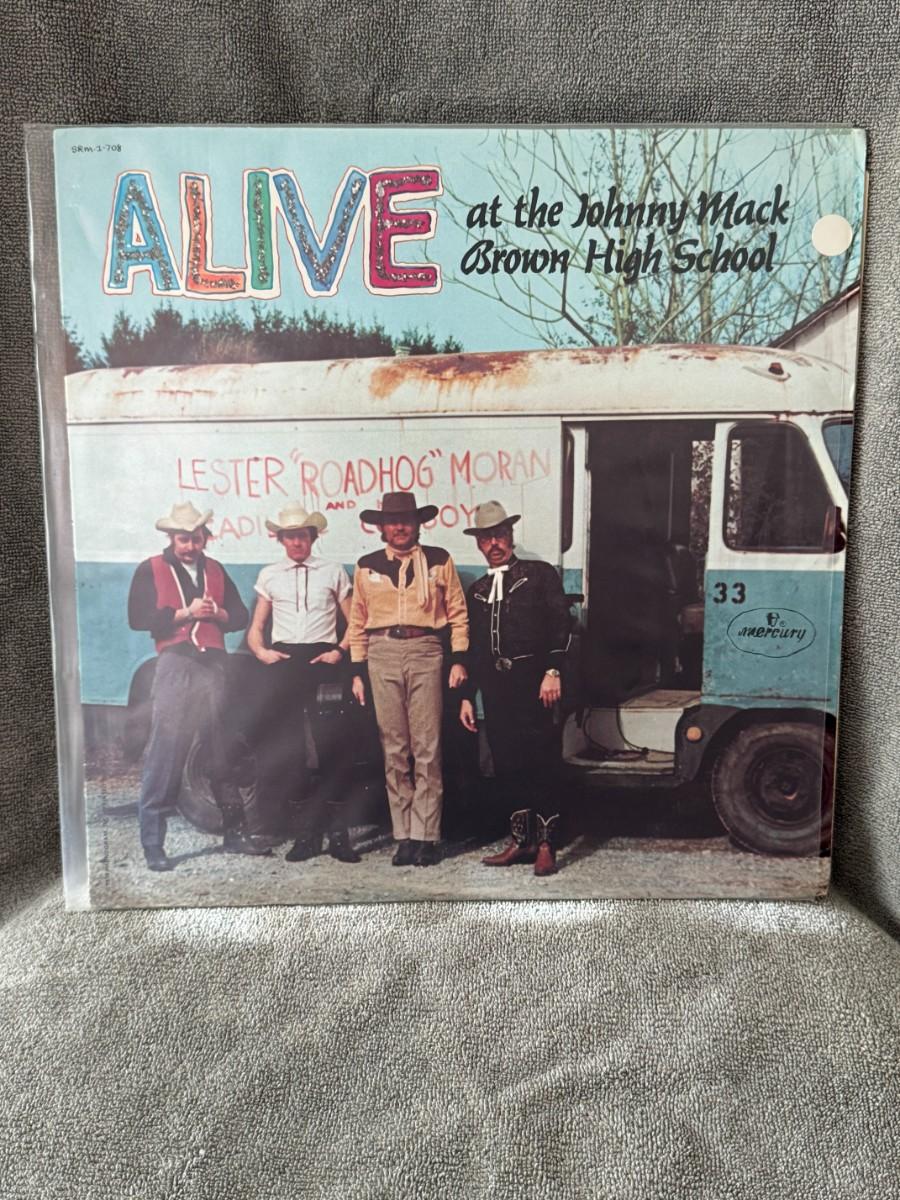 SRM-1-708
ALIVE
at the Johnny Mack
Brown High School
LESTER "ROADHOG" MORAN
AND
33
mercury